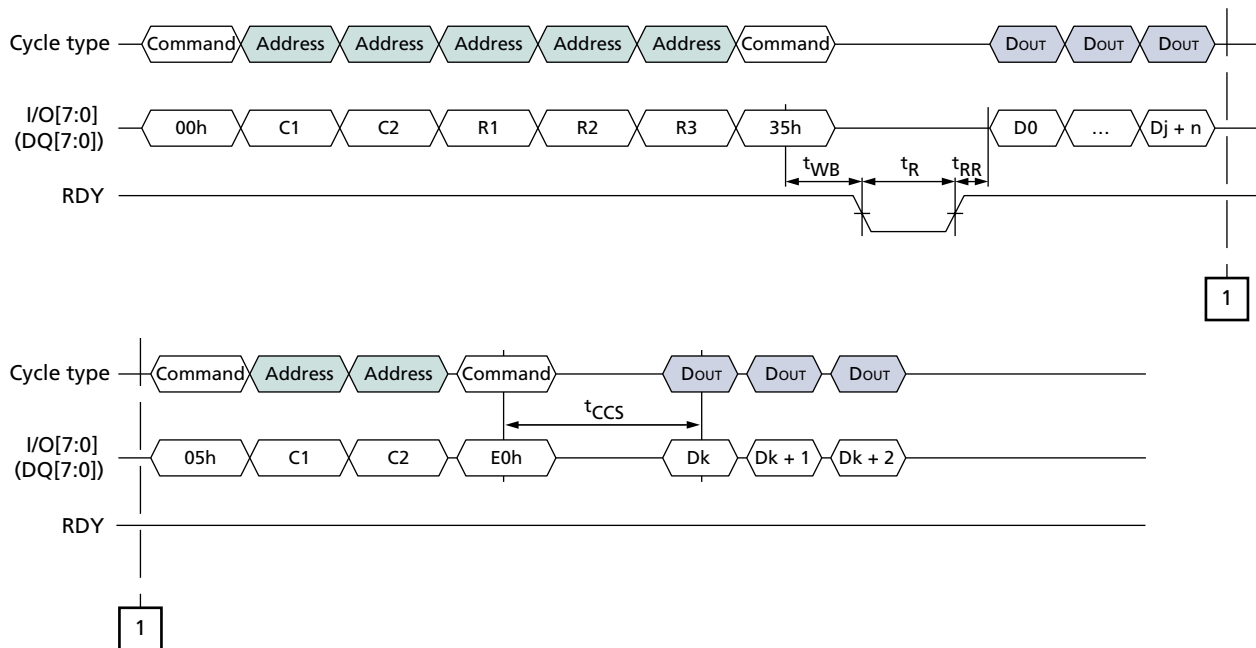 Cycle type Command Address Address Address Address Address Command DOUT DOUT DOUT
I/O[7:0]
(DQ[7:0])
00h C1 C2 R1 R2 R3 35h D0 ... Dj + n
tWB tR tRR
RDY
1
Cycle type Command Address Address Command DOUT DOUT DOUT
tCCS
I/O[7:0]
(DQ[7:0])
05h C1 C2 E0h Dk Dk + 1 Dk + 2
RDY
1